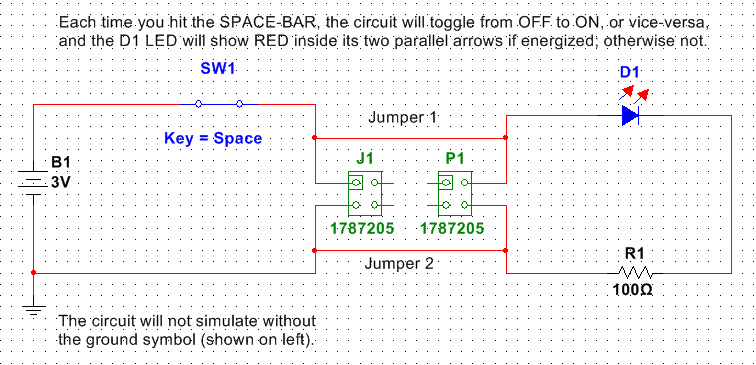 Each time you hit the SPACE-BAR, the circuit will toggle from OFF to ON, or vice-versa,
and the D1 LED will show RED inside its two parallel arrows if energized; otherwise not.
SW1
D1
Jumper 1
Key = Space
J1
P1
B1
3V
1787205
1787205
R1
Jumper 2
100Ω
The circuit will not simulate without
the ground symbol (shown on left).